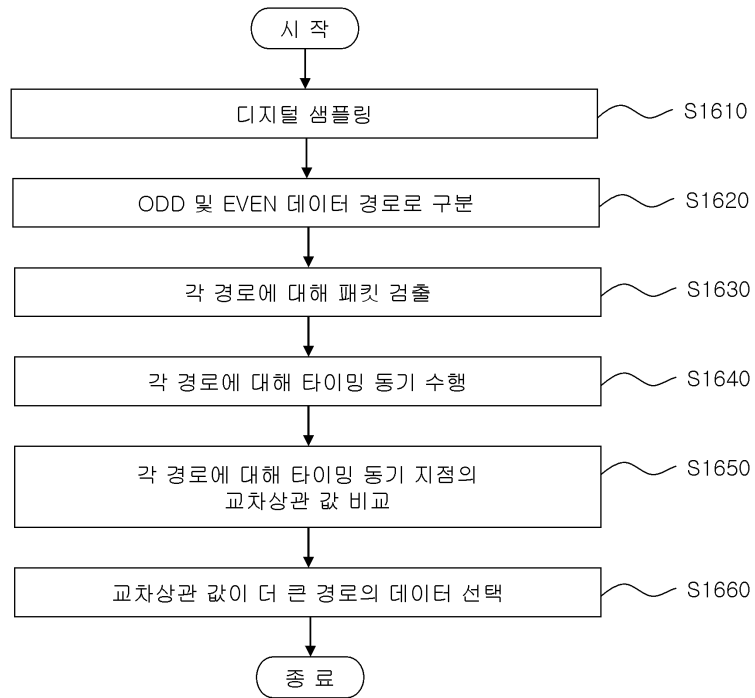 시 작
디지털 샘플링
S1610
ODD 및 EVEN 데이터 경로로 구분
S1620
각 경로에 대해 패킷 검출
S1630
각 경로에 대해 타이밍 동기 수행
S1640
각 경로에 대해 타이밍 동기 지점의
교차상관 값 비교
S1650
교차상관 값이 더 큰 경로의 데이터 선택
S1660
종 료